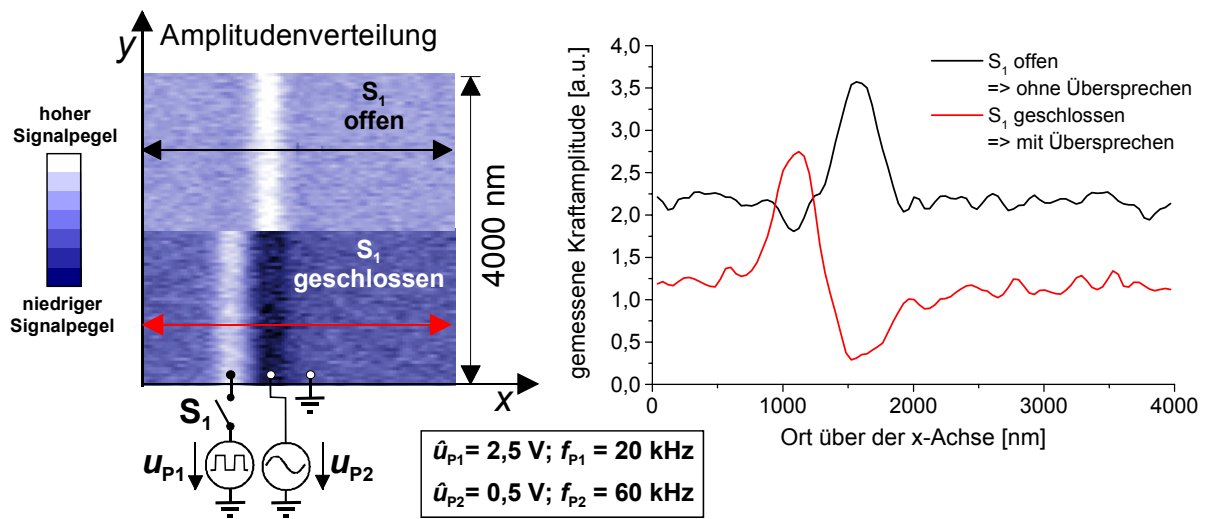 Amplitudenverteilung
y
hoher
Signalpegel
niedriger
Signalpegel
S1
offen
S1
geschlossen
4000 nm
x
S1
uP1
uP2
ûP1= 2,5 V; fP1 = 20 kHz
ûP2= 0,5 V; fP2 = 60 kHz
gemessene Kraftamplitude [a.u.]
4,0
3,5
3,0
2,5
2,0
1,5
1,0
0,5
0,0
S1 offen
=> ohne Übersprechen
S1 geschlossen
=> mit Übersprechen
0 1000 2000 3000 4000
Ort über der x-Achse [nm]